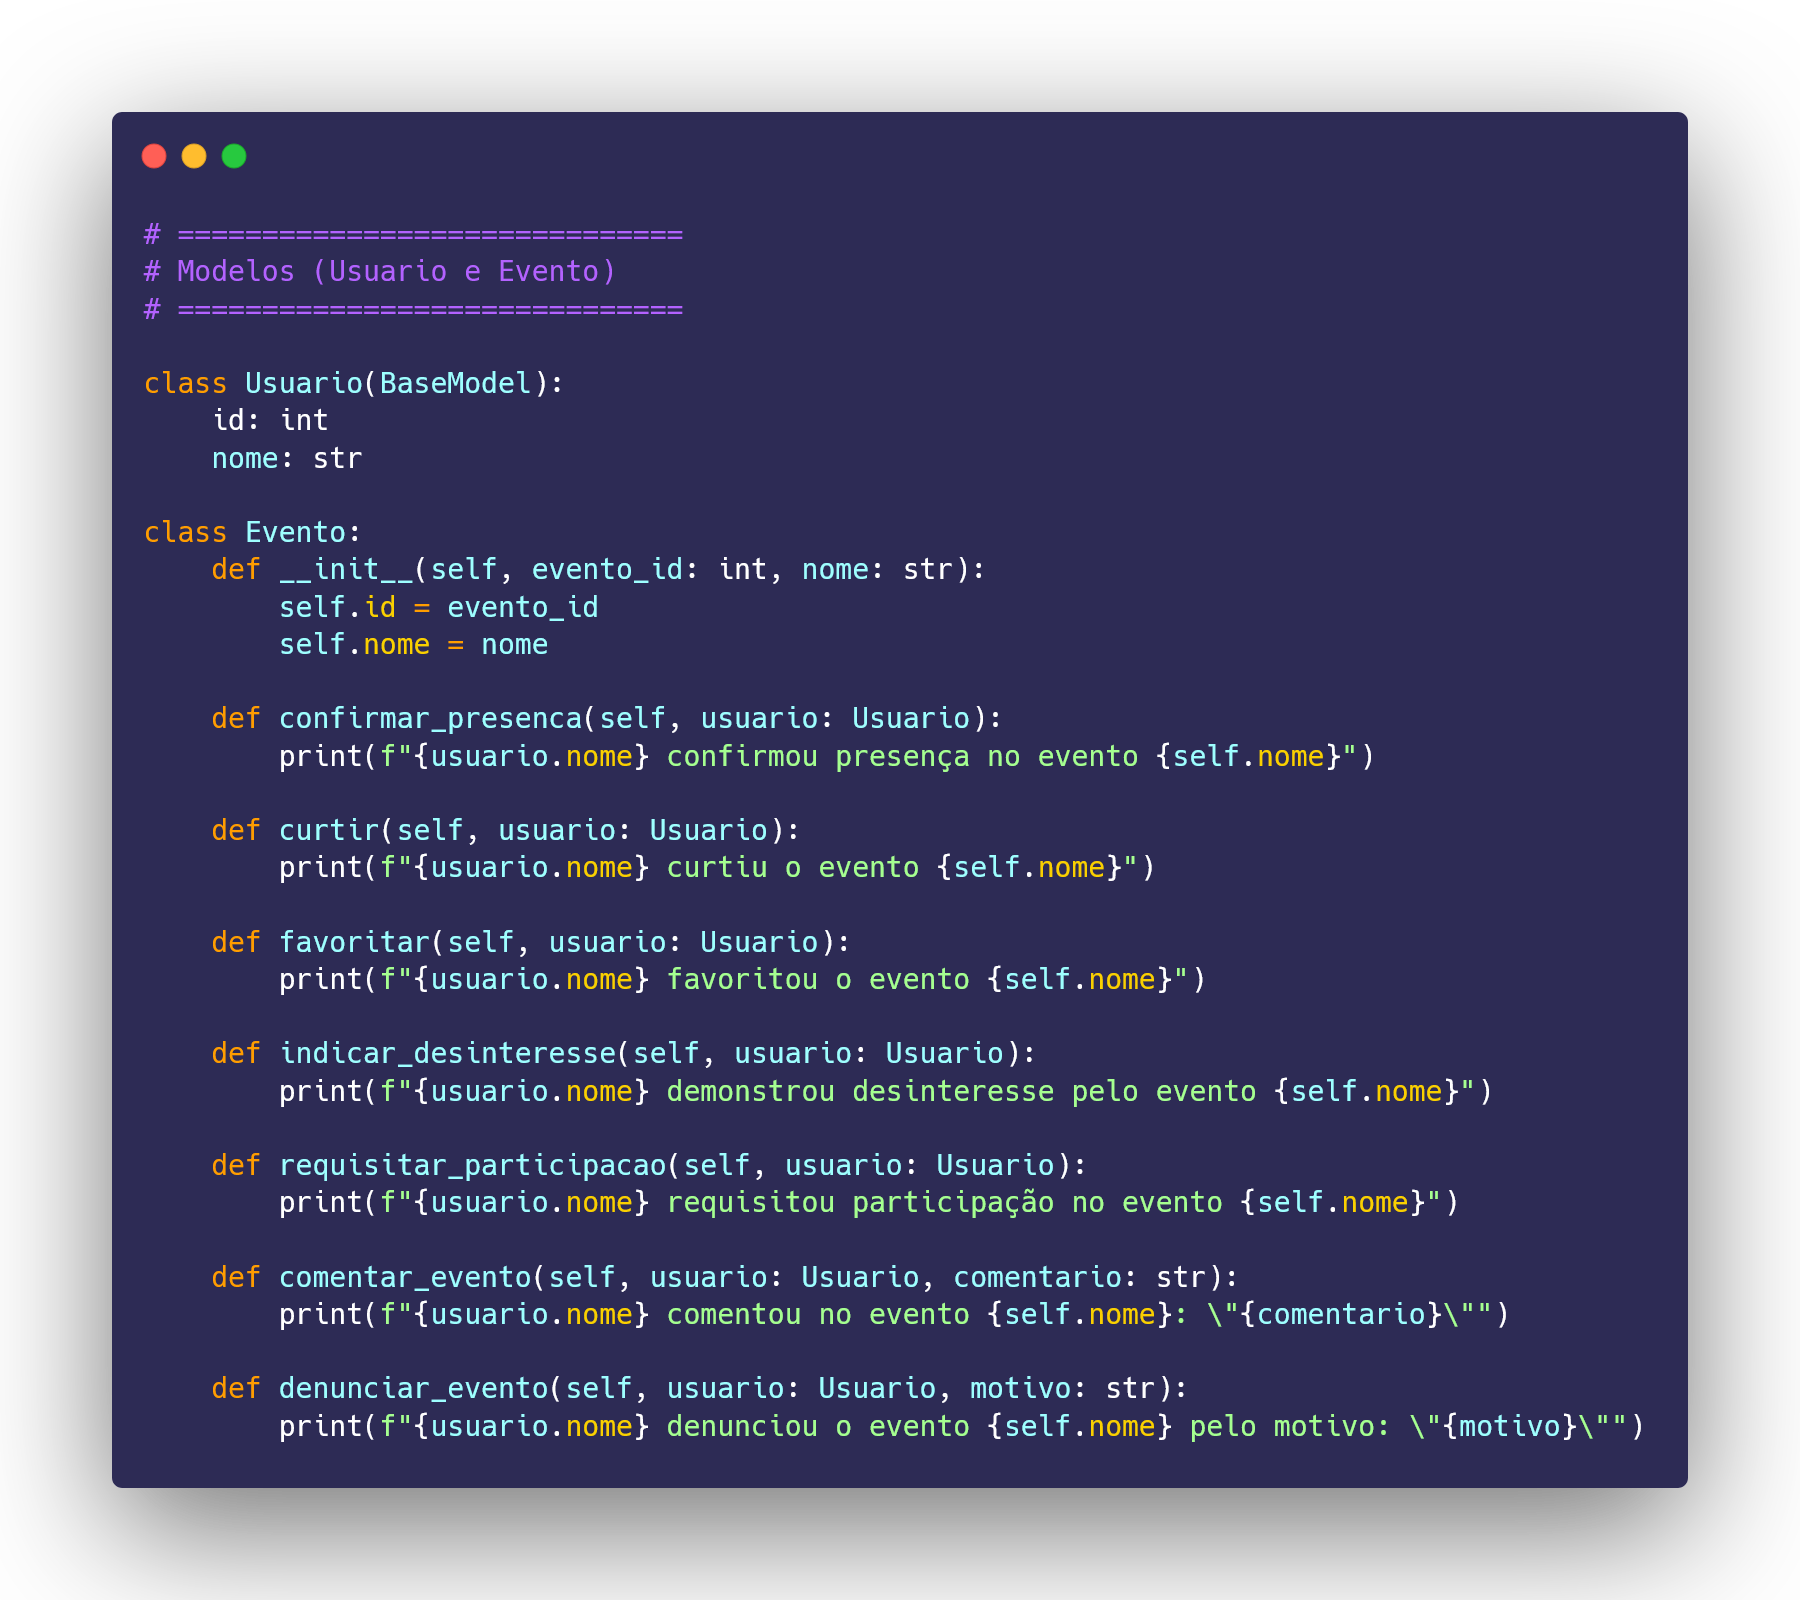 # ==============================
# Modelos (Usuario e Evento)
# ==============================

class Usuario(BaseModel):
    id: int
    nome: str

class Evento:
    def __init__(self, evento_id: int, nome: str):
        self.id = evento_id
        self.nome = nome

    def confirmar_presenca(self, usuario: Usuario):
        print(f"{usuario.nome} confirmou presença no evento {self.nome}")

    def curtir(self, usuario: Usuario):
        print(f"{usuario.nome} curtiu o evento {self.nome}")

    def favoritar(self, usuario: Usuario):
        print(f"{usuario.nome} favoritou o evento {self.nome}")

    def indicar_desinteresse(self, usuario: Usuario):
        print(f"{usuario.nome} demonstrou desinteresse pelo evento {self.nome}")

    def requisitar_participacao(self, usuario: Usuario):
        print(f"{usuario.nome} requisitou participação no evento {self.nome}")

    def comentar_evento(self, usuario: Usuario, comentario: str):
        print(f"{usuario.nome} comentou no evento {self.nome}: \"{comentario}\"")

    def denunciar_evento(self, usuario: Usuario, motivo: str):
        print(f"{usuario.nome} denunciou o evento {self.nome} pelo motivo: \"{motivo}\"")